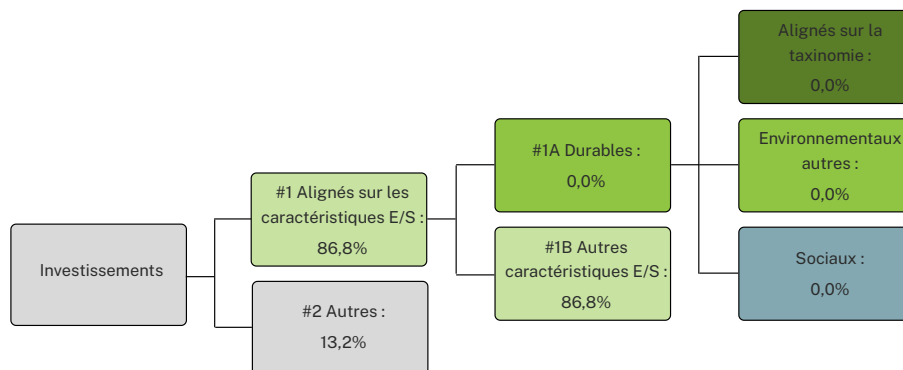 Investissements
#1 Alignés sur les
caractéristiques E/S :
86,8%
#2 Autres :
13,2%
#1A Durables :
0,0%
#1B Autres
caractéristiques E/S :
86,8%
Alignés sur la
taxinomie :
0,0%
Environnementaux
autres :
0,0%
Sociaux :
0,0%